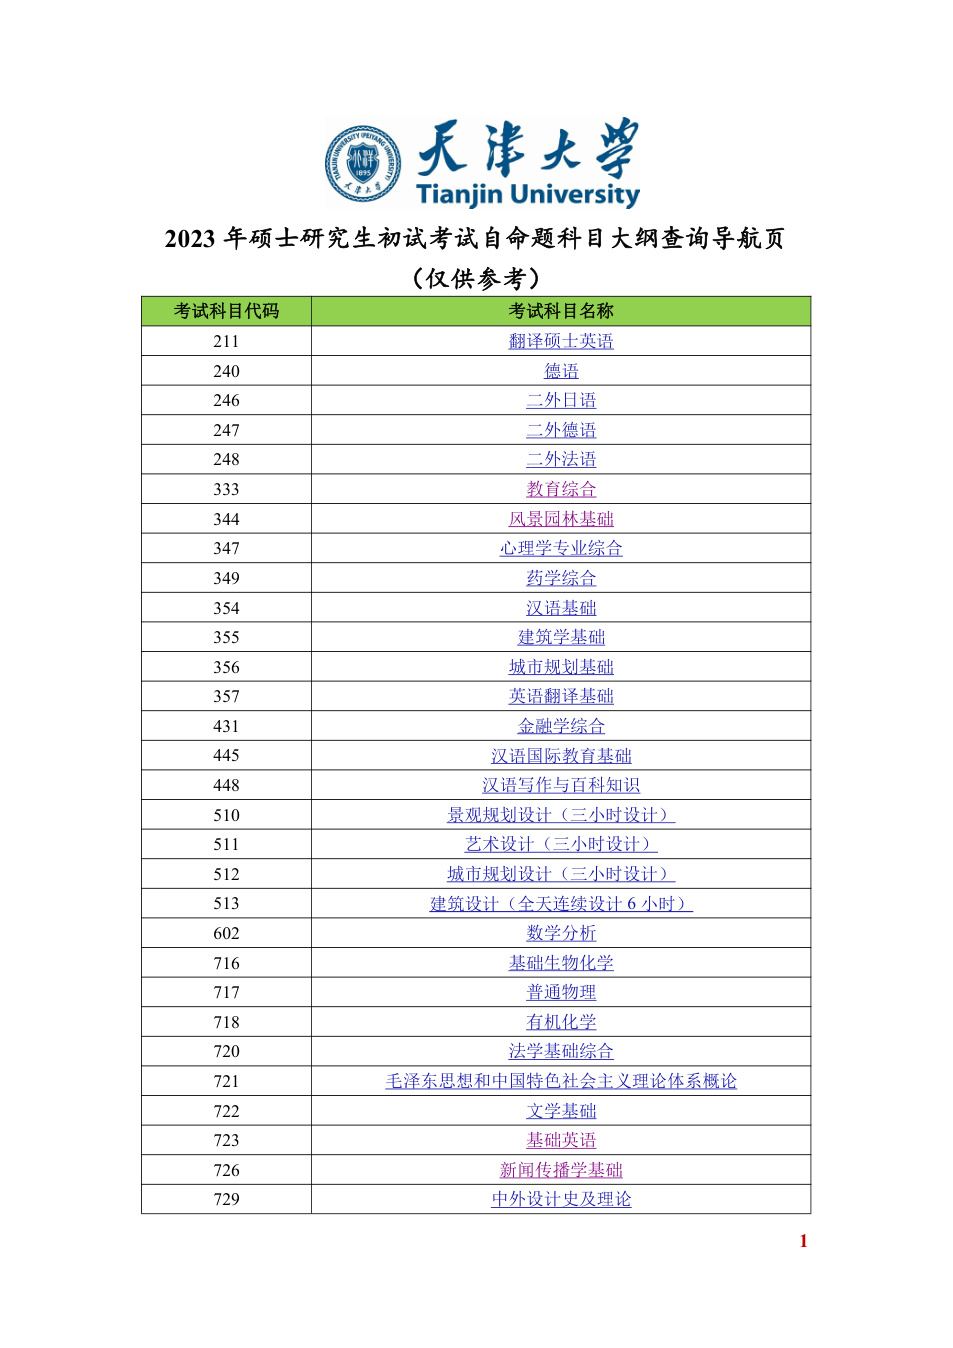 天津大学
Tianjin University
2023 年硕士研究生初试考试自命题科目大纲查询导航页
（仅供参考）
考试科目代码 考试科目名称
211 翻译硕士英语
240 德语
246 二外日语
247 二外德语
248 二外法语
333 教育综合
344 风景园林基础
347 心理学专业综合
349 药学综合
354 汉语基础
355 建筑学基础
356 城市规划基础
357 英语翻译基础
431 金融学综合
445 汉语国际教育基础
448 汉语写作与百科知识
510 景观规划设计（三小时设计）
511 艺术设计（三小时设计）
512 城市规划设计（三小时设计）
513 建筑设计（全天连续设计 6 小时）
602 数学分析
716 基础生物化学
717 普通物理
718 有机化学
720 法学基础综合
721 毛泽东思想和中国特色社会主义理论体系概论
722 文学基础
723 基础英语
726 新闻传播学基础
729 中外设计史及理论
1